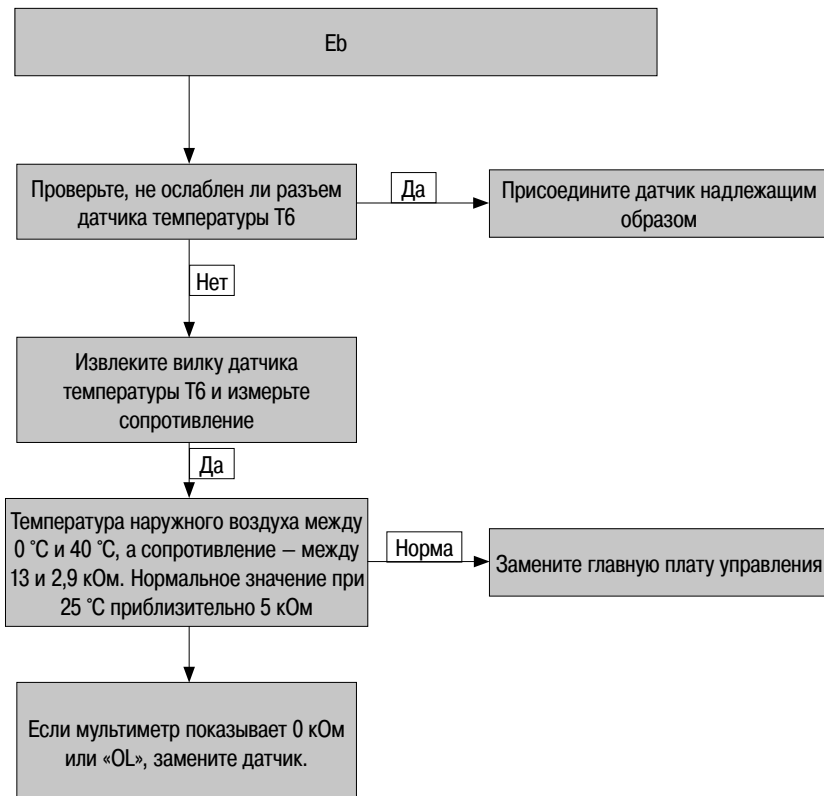 Eb
Проверьте, не ослаблен ли разъем
датчика температуры T6
Да
Присоедините датчик надлежащим
образом
Нет
Извлеките вилку датчика
температуры T6 и измерьте
сопротивление
Да
Температура наружного воздуха между
0 °C и 40 °C, а сопротивление – между
13 и 2,9 кОм. Нормальное значение при
25 °C приблизительно 5 кОм
Норма
Замените главную плату управления
Если мультиметр показывает 0 кОм
или «OL», замените датчик.